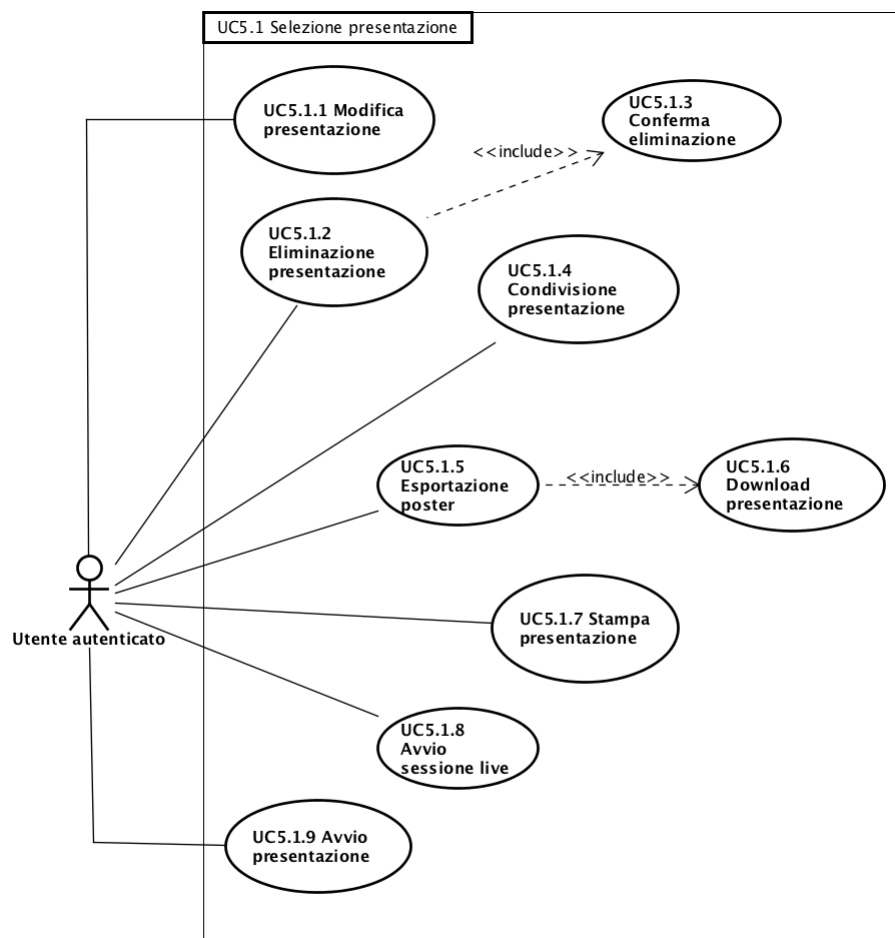 UC5.1 Selezione presentazione
UC5.1.1 Modifica
presentazione
UC5.1.3
Conferma
eliminazione
<<include>>
UC5.1.2
Eliminazione
presentazione
UC5.1.4
Condivisione
presentazione
UC5.1.5
Esportazione
poster
<<include>>
UC5.1.6
Download
presentazione
UC5.1.7 Stampa
presentazione
Utente autenticato
UC5.1.8
Avvio
sessione live
UC5.1.9 Avvio
presentazione